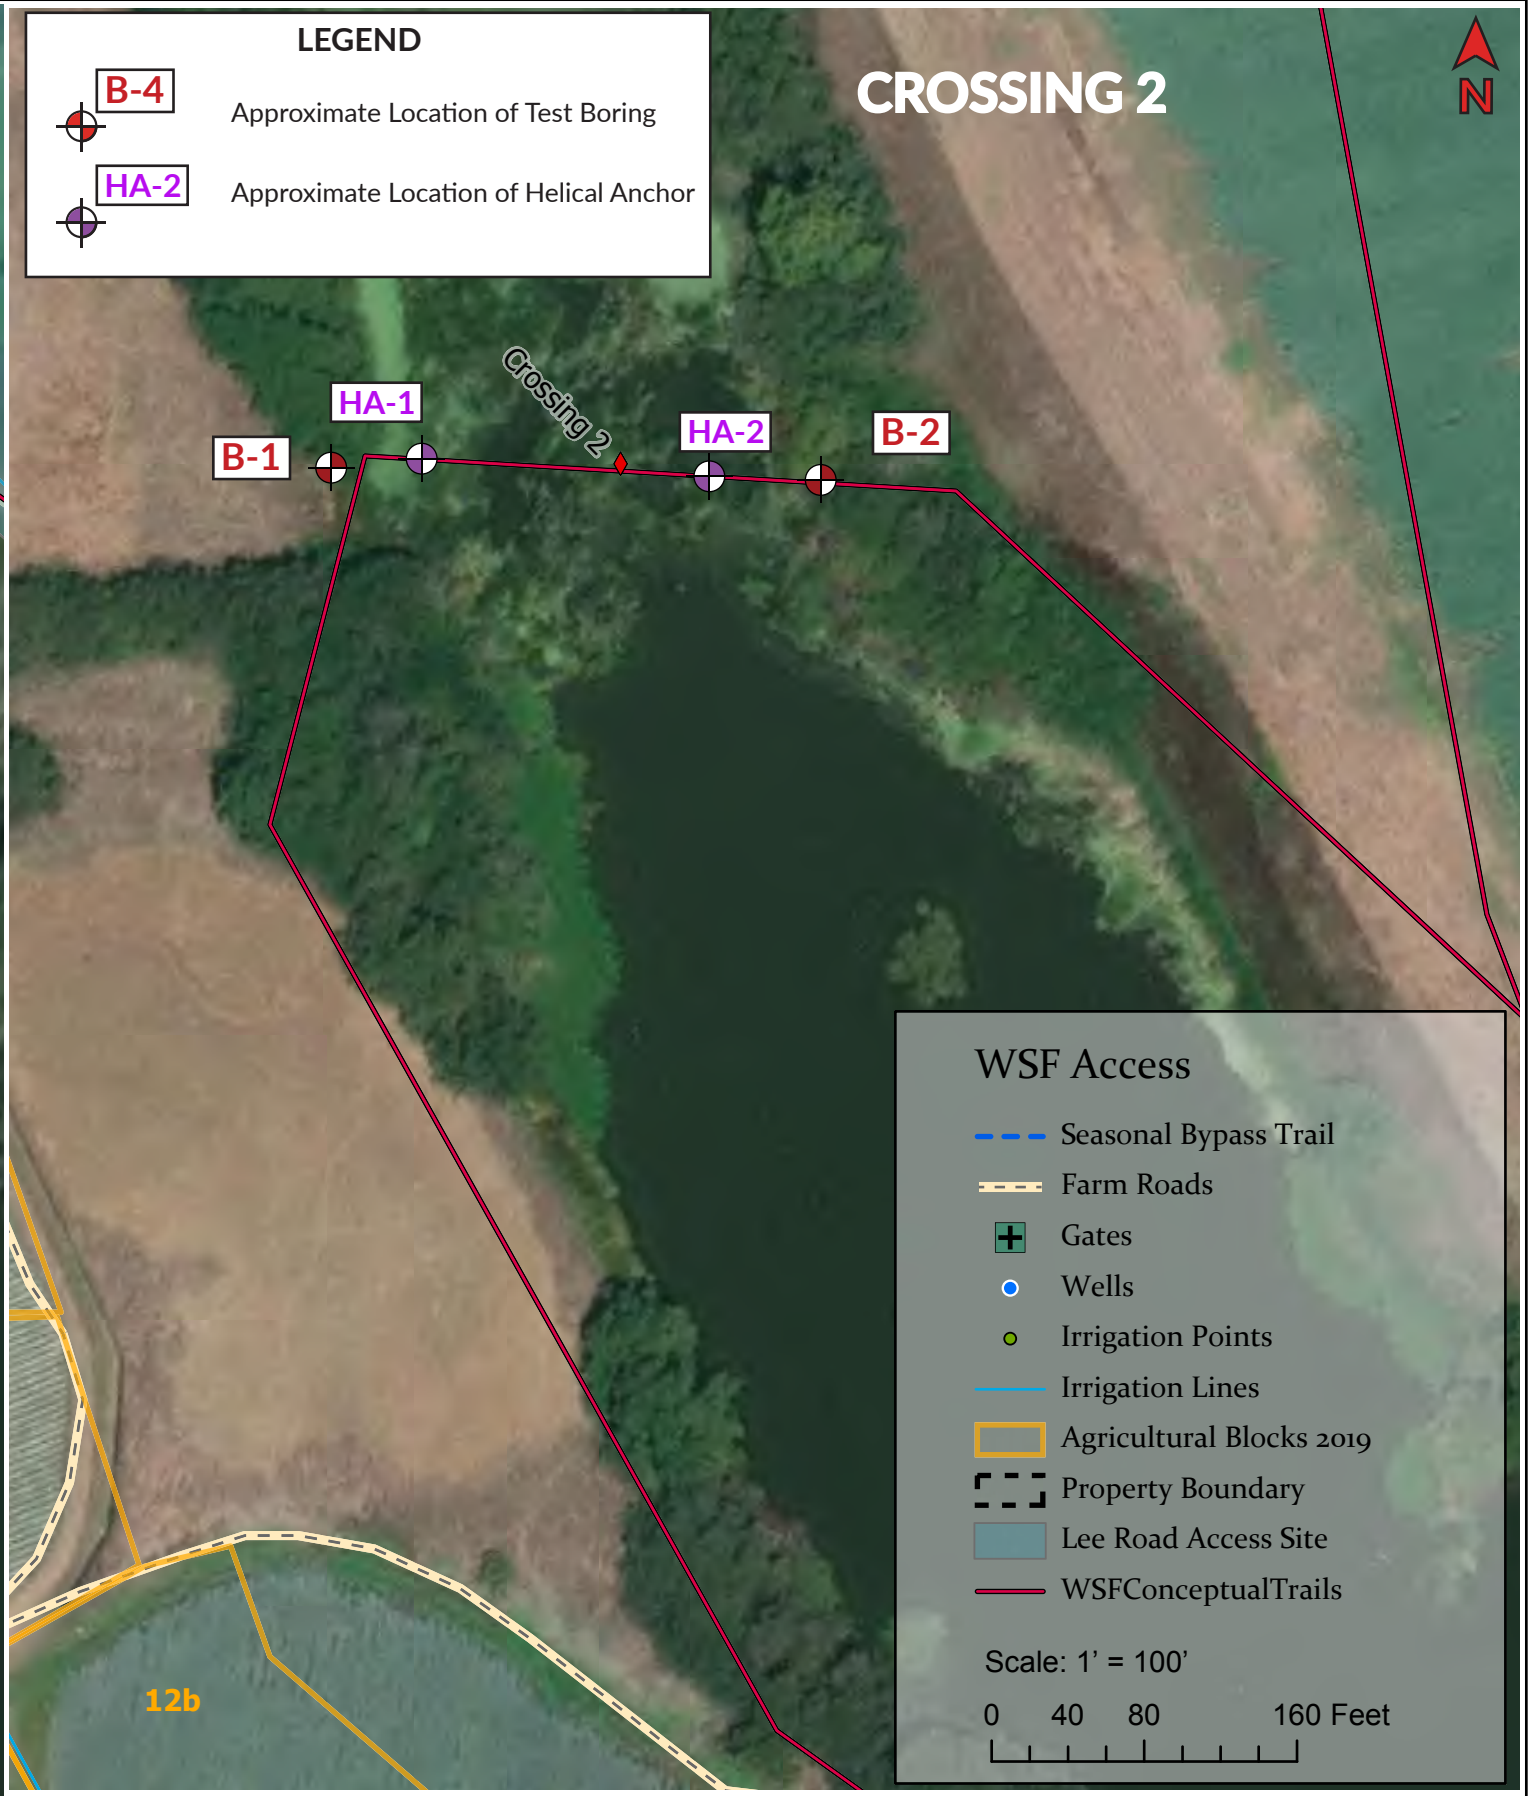 LEGEND
B-4
Approximate Location of Test Boring
HA-2
Approximate Location of Helical Anchor
CROSSING 2
N
HA-1
Crossing 2
HA-2
B-2
B-1
WSF Access
Seasonal Bypass Trail
Farm Roads
Gates
Wells
Irrigation Points
Irrigation Lines
Agricultural Blocks 2019
Property Boundary
Lee Road Access Site
WSFConceptualTrails
Scale: 1’ = 100’
0 40 80 160 Feet
12b